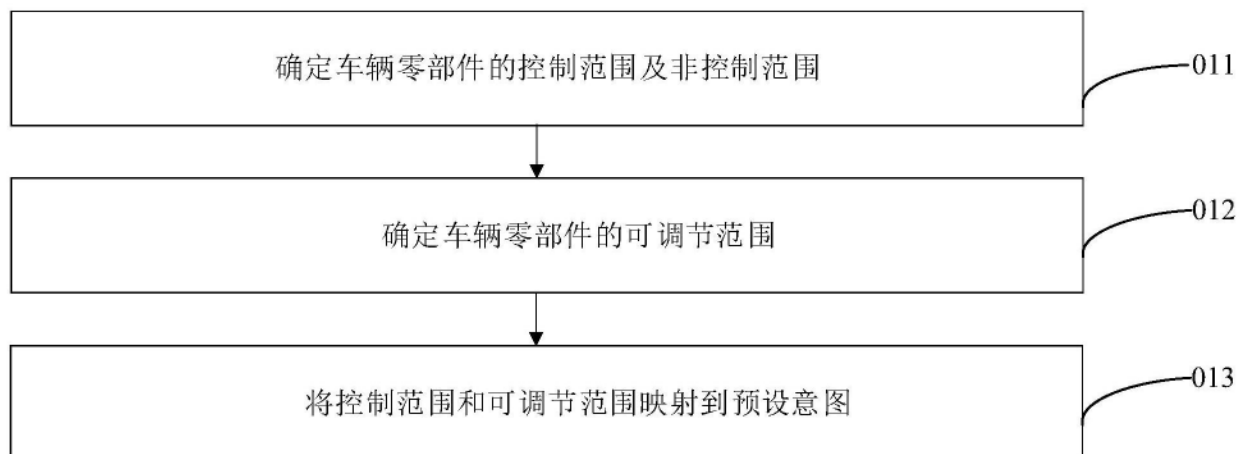 确定车辆零部件的控制范围及非控制范围
011
确定车辆零部件的可调节范围
012
将控制范围和可调节范围映射到预设意图
013